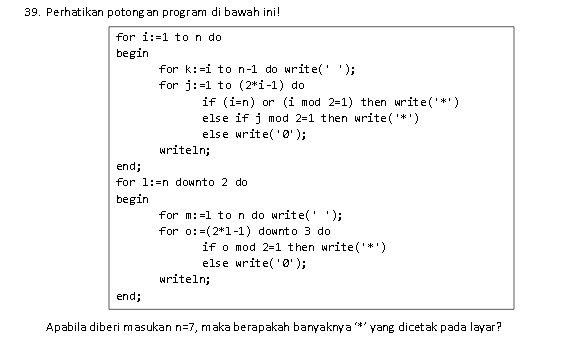 39. Perhatikan potongan program di bawah ini!
for i:=1 to n do
begin
for k:=i to n-1 do write(' ');
for j:=1 to (2*i-1) do
if (i=n) or (i mod 2=1) then write('*')
else if j mod 2=1 then write('*')
else write('0');
writeln;
end;
for l:=n downto 2 do
begin
for m:=l to n do write(' ');
for o:=(2*l-1) downto 3 do
if o mod 2=1 then write('*')
else write('0');
writeln;
end;
Apabila diberi masukan n=7, maka berapakah banyaknya '*' yang dicetak pada layar?